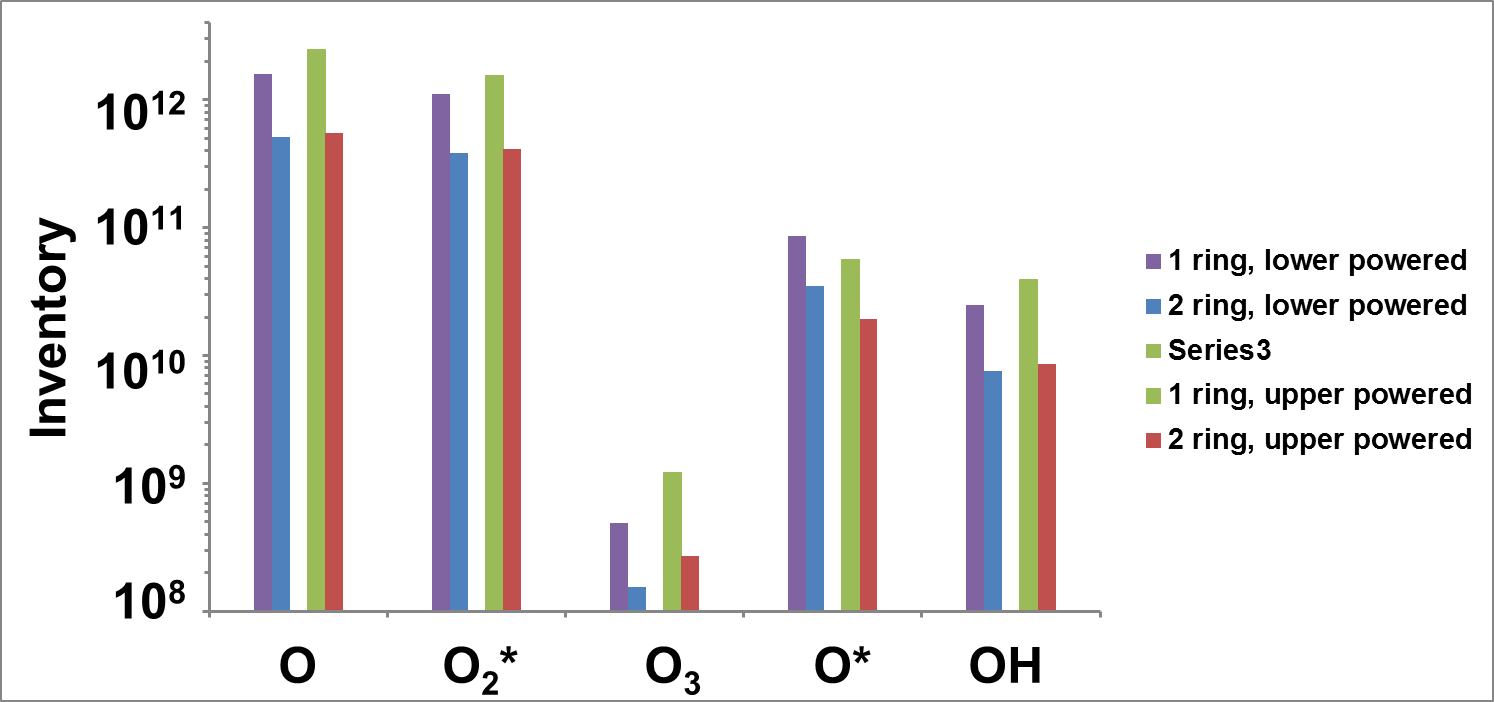 Inventory
10¹²
10¹¹
10¹⁰
10⁹
10⁸
O
O₂*
O₃
O*
OH
1 ring, lower powered
2 ring, lower powered
Series3
1 ring, upper powered
2 ring, upper powered